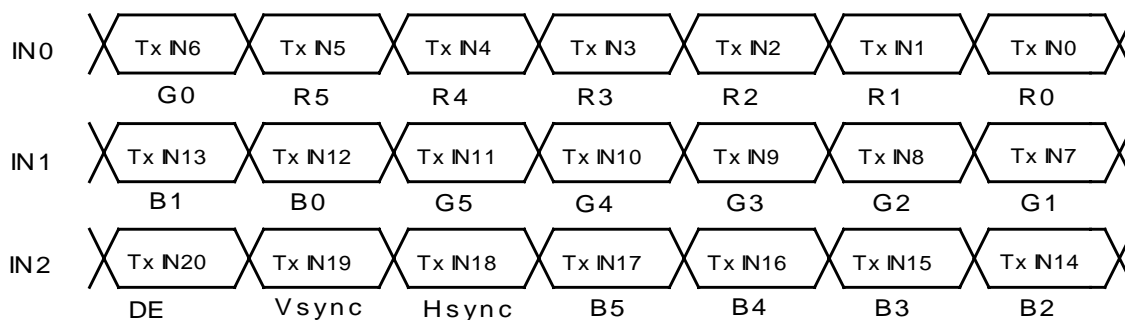 IN0 Tx IN6 Tx IN5 Tx IN4 Tx IN3 Tx IN2 Tx IN1 Tx IN0
G0 R5 R4 R3 R2 R1 R0
IN1 Tx IN13 Tx IN12 Tx IN11 Tx IN10 Tx IN9 Tx IN8 Tx IN7
B1 B0 G5 G4 G3 G2 G1
IN2 Tx IN20 Tx IN19 Tx IN18 Tx IN17 Tx IN16 Tx IN15 Tx IN14
DE Vsync Hsync B5 B4 B3 B2